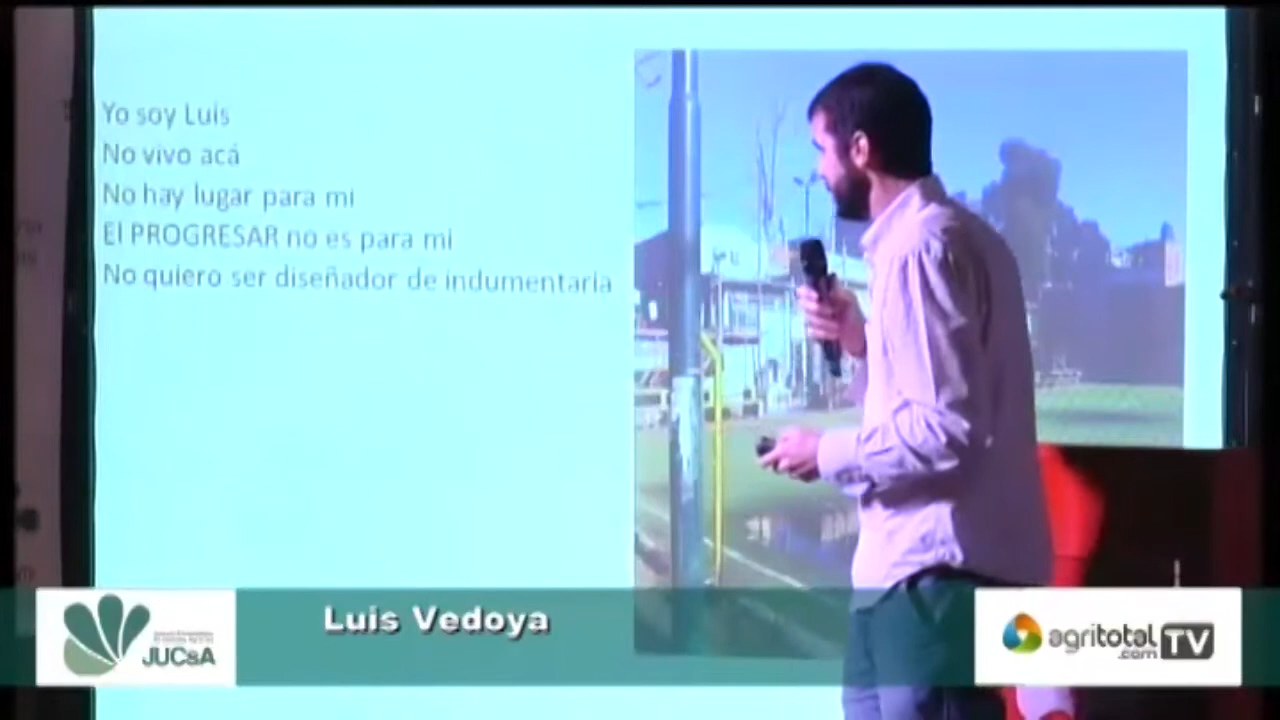 Yo soy Luis
No vivo acá
No hay lugar para mi
El PROGRESAR no es para mi
No quiero ser diseñador de indumentaria
Luis Vedoya
JUC&A
agritotal
.com
TV